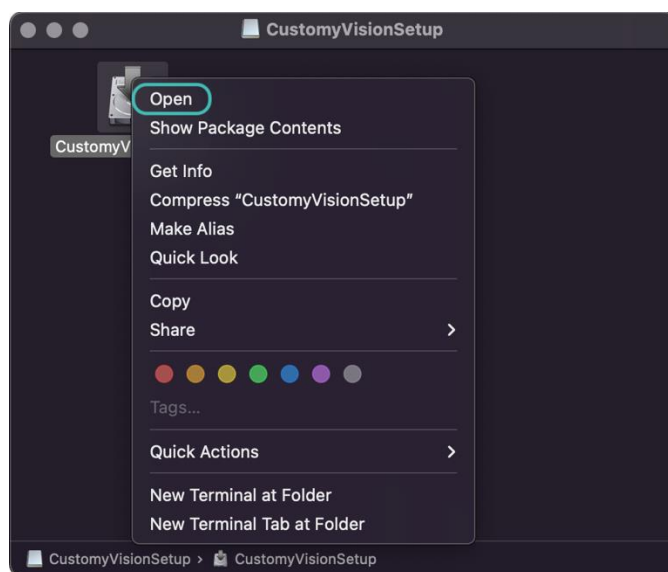 CustomyVisionSetup
CustomyV
Open
Show Package Contents
Get Info
Compress “CustomyVisionSetup”
Make Alias
Quick Look
Copy
Share
Tags...
Quick Actions
New Terminal at Folder
New Terminal Tab at Folder
CustomyVisionSetup › CustomyVisionSetup